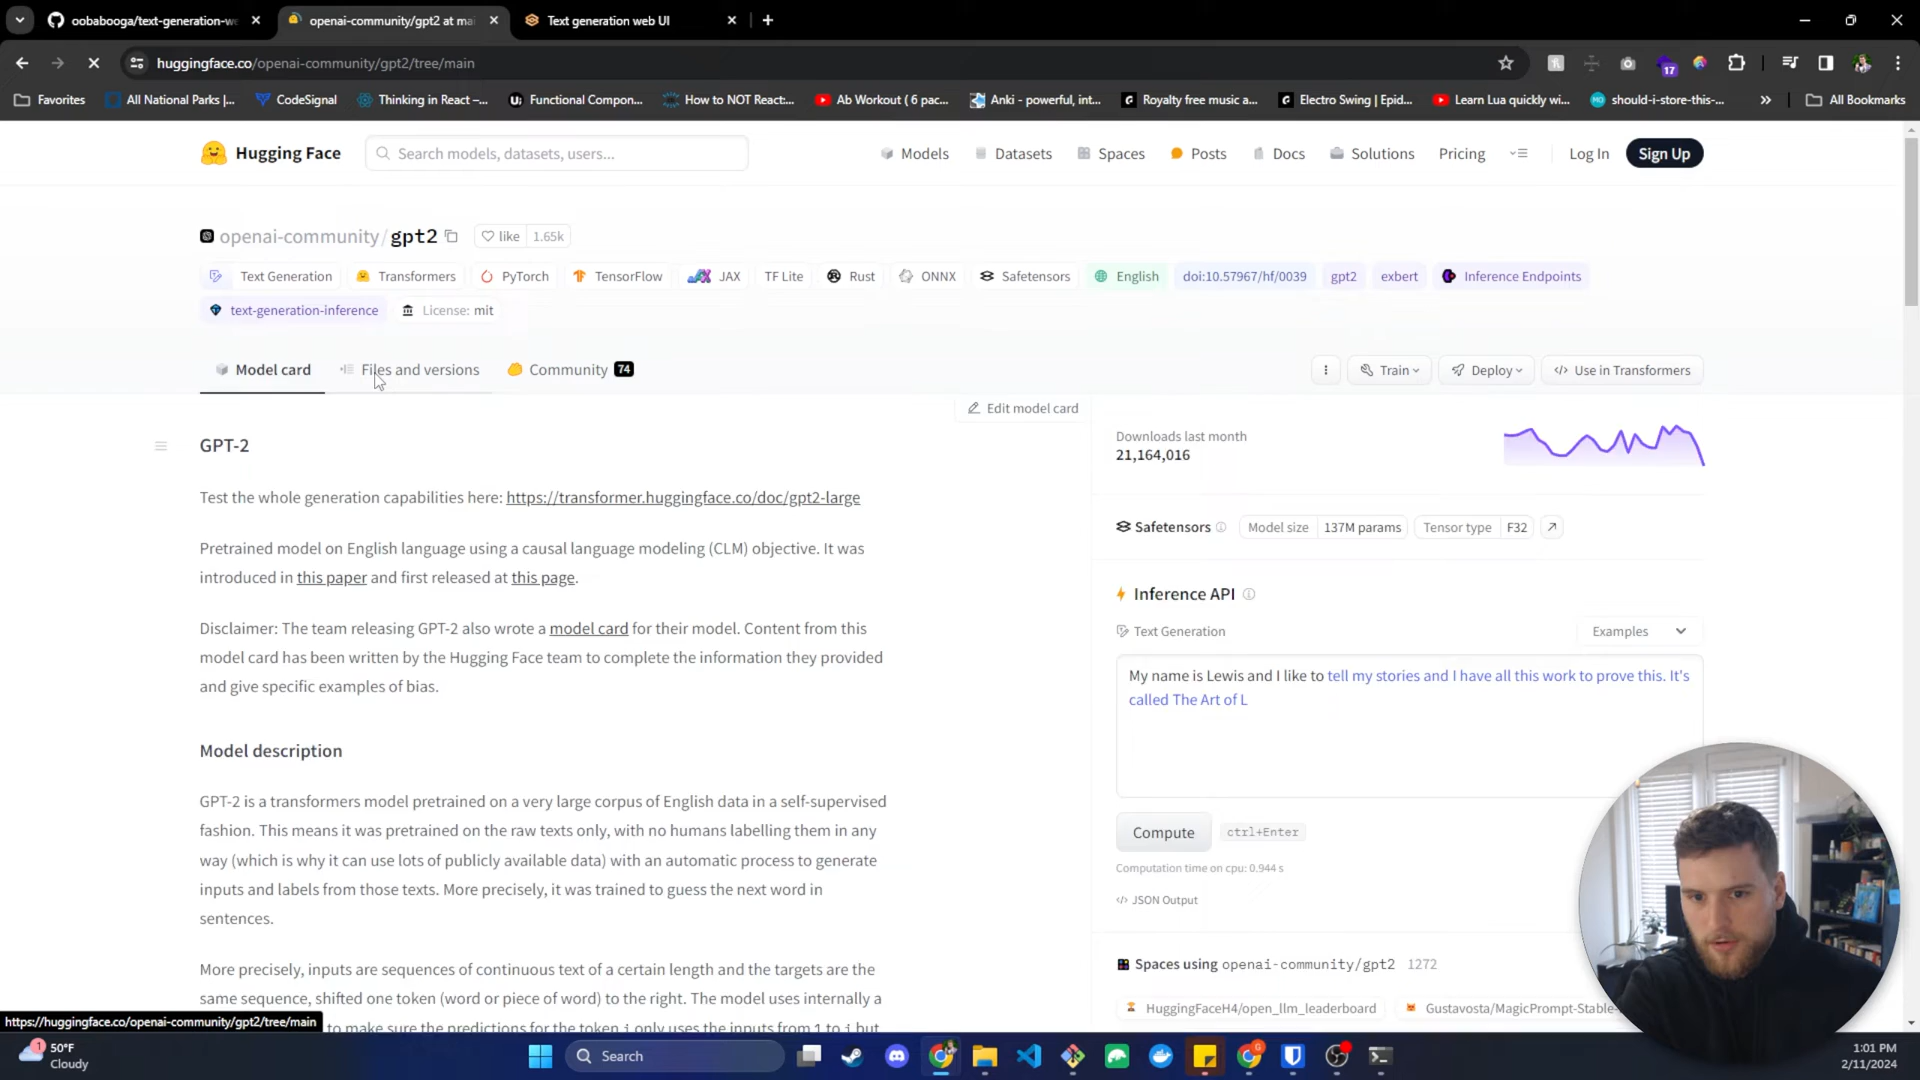 oobabooga/text-generation-we
openai-community/gpt2 at mai
Text generation web UI
huggingface.co/openai-community/gpt2/tree/main
17
Favorites
All National Parks |...
CodeSignal
Thinking in React –...
Functional Compon...
How to NOT React:...
Ab Workout ( 6 pac...
Anki - powerful, int...
Royalty free music a...
Electro Swing | Epid...
Learn Lua quickly wi...
should-i-store-this-...
All Bookmarks
Hugging Face
Search models, datasets, users...
Models
Datasets
Spaces
Posts
Docs
Solutions
Pricing
Log In
Sign Up
openai-community/gpt2
like 1.65k
Text Generation
Transformers
PyTorch
TensorFlow
JAX
TF Lite
Rust
ONNX
Safetensors
English
doi:10.57967/hf/0039
gpt2
exbert
Inference Endpoints
text-generation-inference
License: mit
Model card
Files and versions
Community 74
Train
Deploy
</> Use in Transformers
Edit model card
GPT-2
Test the whole generation capabilities here: https://transformer.huggingface.co/doc/gpt2-large
Pretrained model on English language using a causal language modeling (CLM) objective. It was
introduced in this paper and first released at this page.
Disclaimer: The team releasing GPT-2 also wrote a model card for their model. Content from this
model card has been written by the Hugging Face team to complete the information they provided
and give specific examples of bias.
Model description
GPT-2 is a transformers model pretrained on a very large corpus of English data in a self-supervised
fashion. This means it was pretrained on the raw texts only, with no humans labelling them in any
way (which is why it can use lots of publicly available data) with an automatic process to generate
inputs and labels from those texts. More precisely, it was trained to guess the next word in
sentences.
More precisely, inputs are sequences of continuous text of a certain length and the targets are the
same sequence, shifted one token (word or piece of word) to the right. The model uses internally a
to make sure the predictions for the token i only uses the inputs from 1 to i but
Downloads last month
21,164,016
Safetensors
Model size 137M params
Tensor type F32
Inference API
Text Generation
Examples
My name is Lewis and I like to tell my stories and I have all this work to prove this. It's
called The Art of L
Compute
ctrl+Enter
Computation time on cpu: 0.944 s
</> JSON Output
Spaces using openai-community/gpt2 1272
HuggingFaceH4/open_llm_leaderboard
Gustavosta/MagicPrompt-Stable-
https://huggingface.co/openai-community/gpt2/tree/main
1
50°F
Cloudy
Search
1:01 PM
2/11/2024